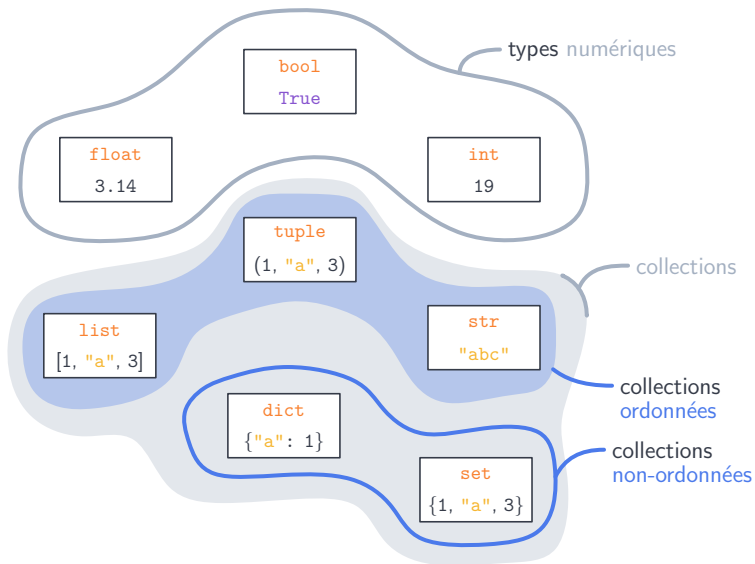 types numériques
bool
True
float
3.14
int
19
tuple
(1, "a", 3)
collections
list
[1, "a", 3]
str
"abc"
collections
ordonnées
dict
{"a": 1}
collections
non-ordonnées
set
{1, "a", 3}